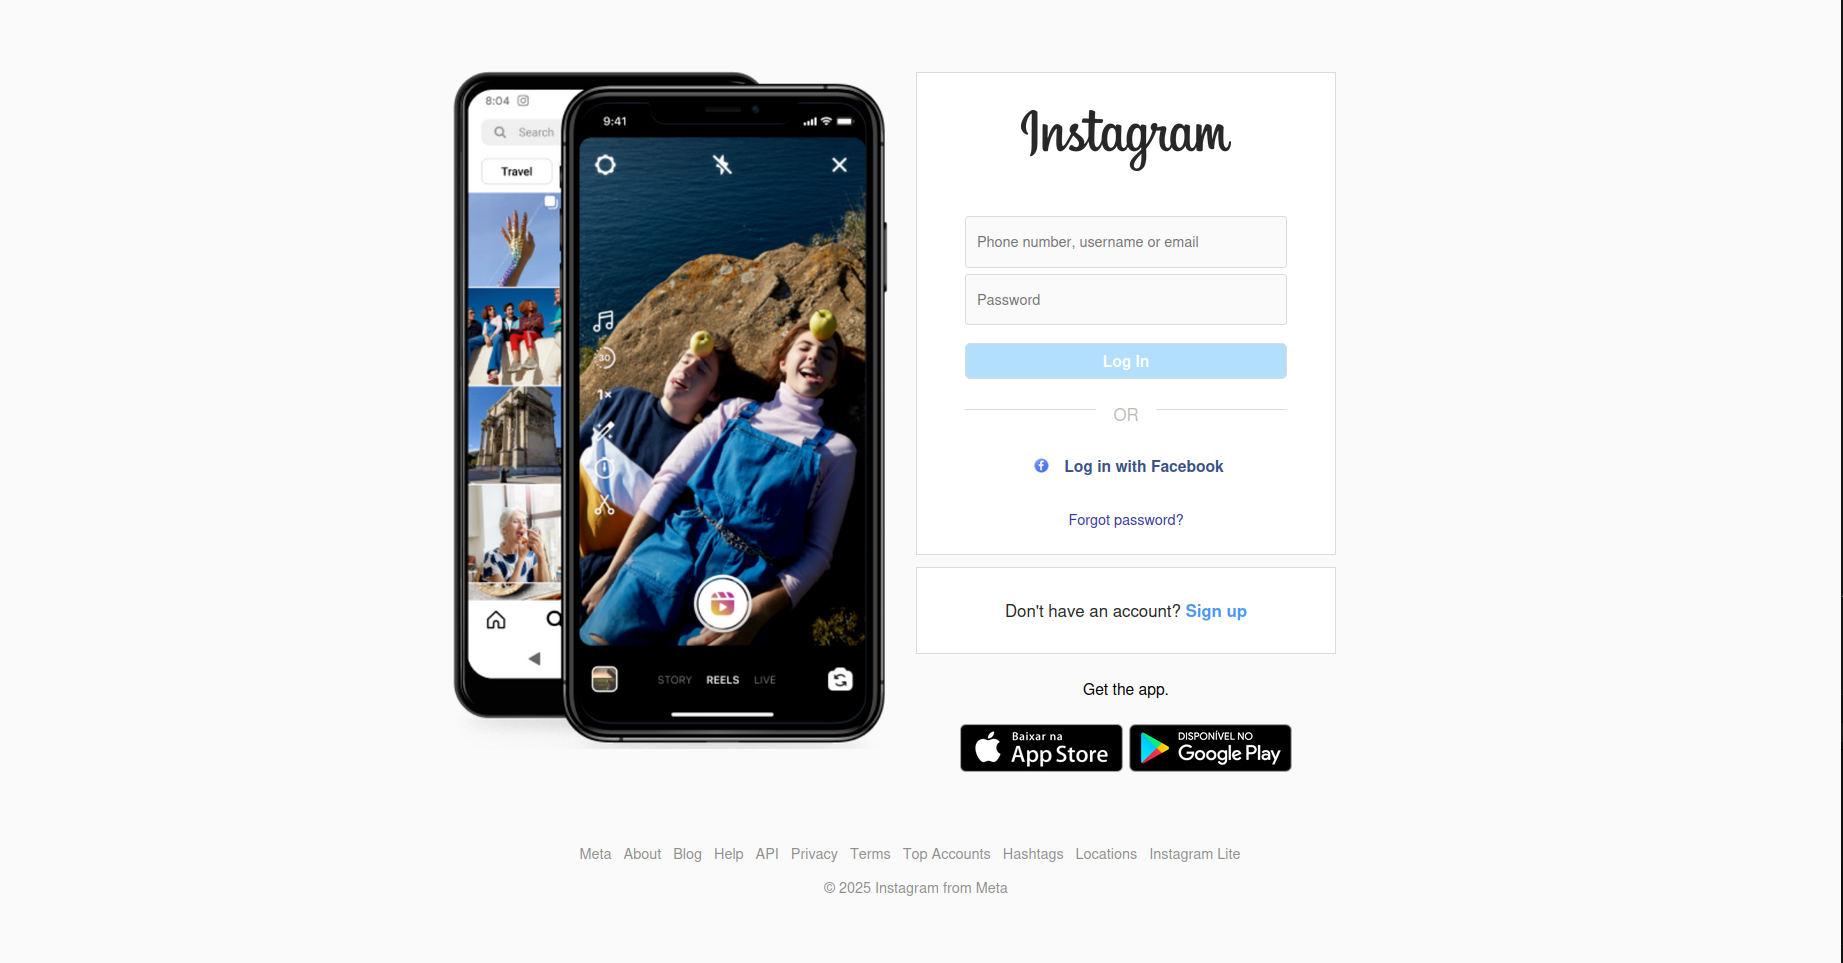 8:04
Search
Travel
9:41
30
1×
STORY REELS LIVE
Instagram
Phone number, username or email
Password
Log In
OR
Log in with Facebook
Forgot password?
Don't have an account? Sign up
Get the app.
Baixar na
App Store
DISPONÍVEL NO
Google Play
Meta About Blog Help API Privacy Terms Top Accounts Hashtags Locations Instagram Lite
© 2025 Instagram from Meta